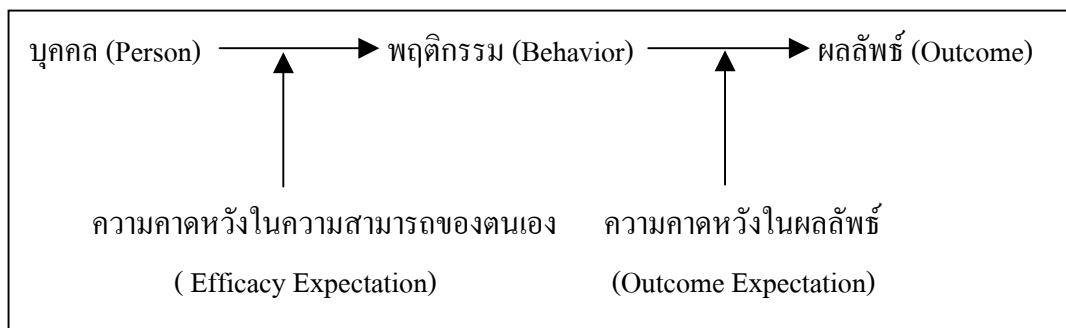 บุคคล (Person) พฤติกรรม (Behavior) ผลลัพธ์ (Outcome)
ความคาดหวังในความสามารถของตนเอง ความคาดหวังในผลลัพธ์
( Efficacy Expectation) (Outcome Expectation)